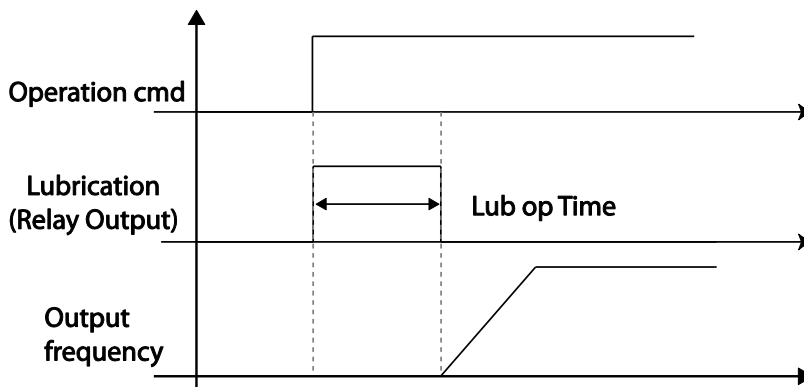 Operation cmd
Lubrication
(Relay Output)
Lub op Time
Output
frequency